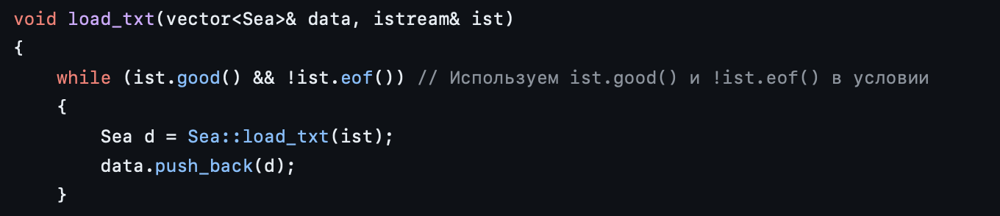 void load_txt(vector<Sea>& data, istream& ist)
{
    while (ist.good() && !ist.eof()) // Используем ist.good() и !ist.eof() в условии
    {
        Sea d = Sea::load_txt(ist);
        data.push_back(d);
    }